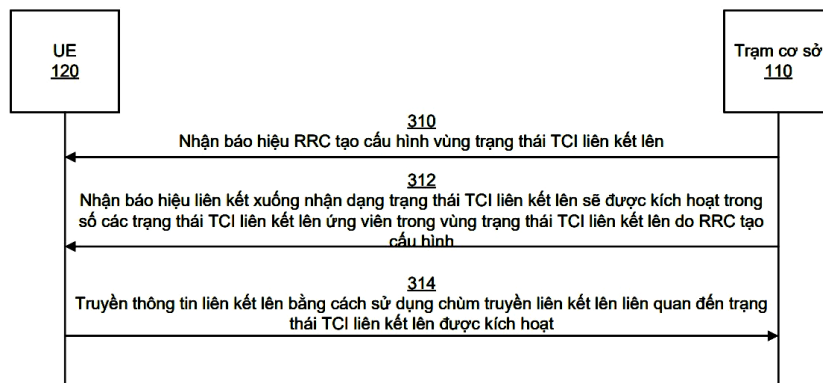 UE
120
Trạm cơ sở
110
310
Nhận báo hiệu RRC tạo cấu hình vùng trạng thái TCI liên kết lên
312
Nhận báo hiệu liên kết xuống nhận dạng trạng thái TCI liên kết lên sẽ được kích hoạt trong
số các trạng thái TCI liên kết lên ứng viên trong vùng trạng thái TCI liên kết lên do RRC tạo
cấu hình
314
Truyền thông tin liên kết lên bằng cách sử dụng chùm truyền liên kết lên liên quan đến trạng
thái TCI liên kết lên được kích hoạt